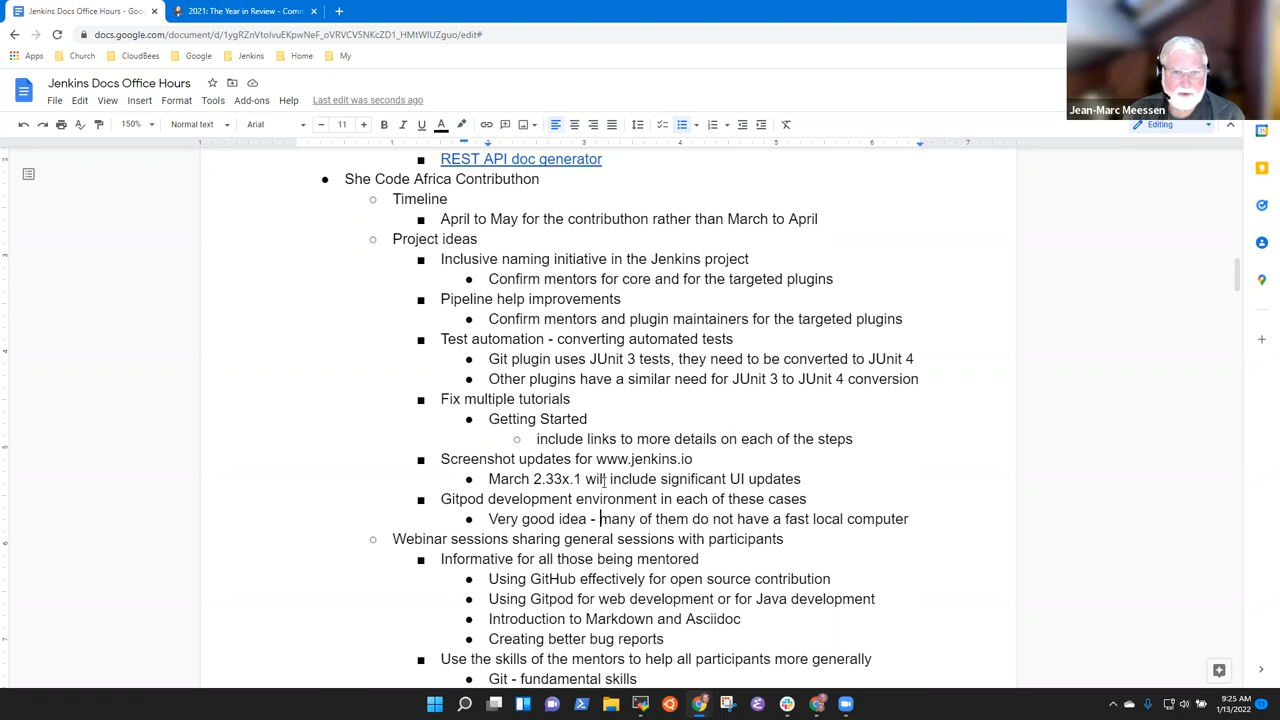 Jenkins Docs Office Hours - Goo
2021: The Year in Review - Com
docs.google.com/document/d/1ygRZnVtoIvuEKpwNeF_oVRVCV5NKcZD1_HMtWIUZguo/edit#
Apps
Church
CloudBees
Google
Jenkins
Home
My
Jean-Marc Meessen
Jenkins Docs Office Hours
File
Edit
View
Insert
Format
Tools
Add-ons
Help
Last edit was seconds ago
150%
Normal text
Arial
11
Editing
REST API doc generator
She Code Africa Contributhon
Timeline
April to May for the contributhon rather than March to April
Project ideas
Inclusive naming initiative in the Jenkins project
Confirm mentors for core and for the targeted plugins
Pipeline help improvements
Confirm mentors and plugin maintainers for the targeted plugins
Test automation - converting automated tests
Git plugin uses JUnit 3 tests, they need to be converted to JUnit 4
Other plugins have a similar need for JUnit 3 to JUnit 4 conversion
Fix multiple tutorials
Getting Started
include links to more details on each of the steps
Screenshot updates for www.jenkins.io
March 2.33x.1 will include significant UI updates
Gitpod development environment in each of these cases
Very good idea - many of them do not have a fast local computer
Webinar sessions sharing general sessions with participants
Informative for all those being mentored
Using GitHub effectively for open source contribution
Using Gitpod for web development or for Java development
Introduction to Markdown and Asciidoc
Creating better bug reports
Use the skills of the mentors to help all participants more generally
Git - fundamental skills
9:25 AM
1/13/2022